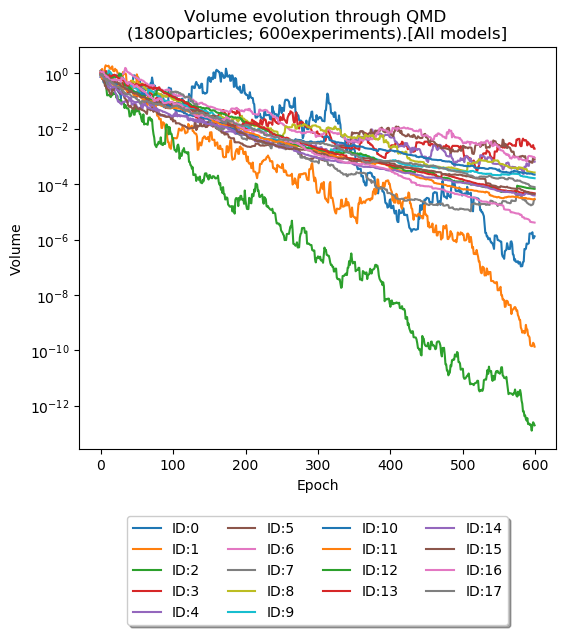 Volume evolution through QMD
(1800particles; 600experiments).[All models]
10^0
10^-2
10^-4
10^-6
10^-8
10^-10
10^-12
Volume
0 100 200 300 400 500 600
Epoch
ID:0 ID:5 ID:10 ID:14
ID:1 ID:6 ID:11 ID:15
ID:2 ID:7 ID:12 ID:16
ID:3 ID:8 ID:13 ID:17
ID:4 ID:9